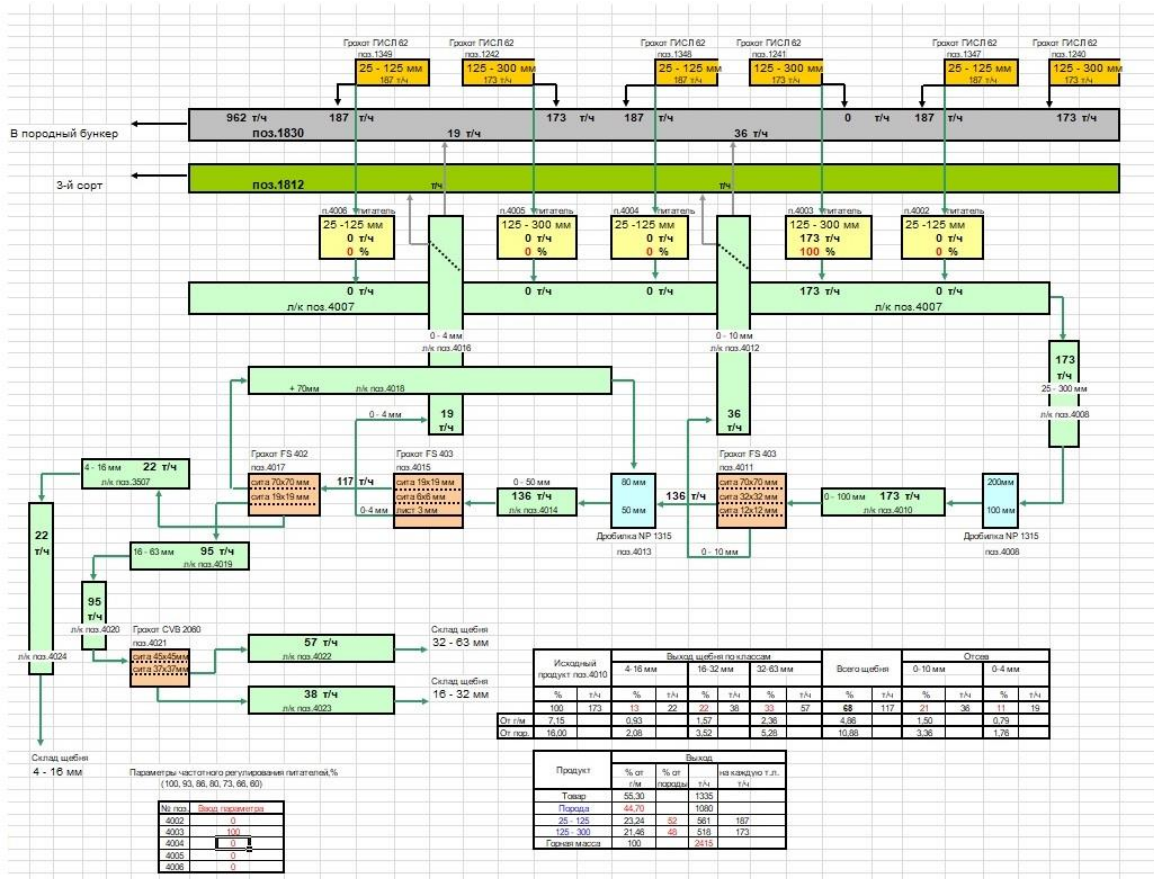 Грохот ГИСЛ 62 Грохот ГИСЛ 62 Грохот ГИСЛ 62 Грохот ГИСЛ 62 Грохот ГИСЛ 62 Грохот ГИСЛ 62
поз.1349 поз.1242 поз.1348 поз.1241 поз.1347 поз.1240
25 - 125 мм 125 - 300 мм 25 - 125 мм 125 - 300 мм 25 - 125 мм 125 - 300 мм
187 т/ч 173 т/ч 187 т/ч 173 т/ч 187 т/ч 173 т/ч
962 т/ч 187 т/ч 173 т/ч 187 т/ч 0 т/ч 187 т/ч 173 т/ч
В породный бункер
поз.1830 19 т/ч 36 т/ч
3-й сорт
поз.1812 т/ч т/ч
п.4006 питатель п.4005 питатель п.4004 питатель п.4003 питатель п.4002 питатель
25 -125 мм 125 - 300 мм 25 -125 мм 125 - 300 мм 25 -125 мм
0 т/ч 0 т/ч 0 т/ч 173 т/ч 0 т/ч
0 % 0 % 0 % 100 % 0 %
0 т/ч 0 т/ч 0 т/ч 173 т/ч 0 т/ч
л/к поз.4007 л/к поз.4007
0 - 4 мм 0 - 10 мм
л/к поз.4016 л/к поз.4012
173
т/ч
25 - 300 мм
л/к поз.4008
+ 70мм л/к поз.4018
0 - 4 мм 19 36
т/ч т/ч
Грохот FS 402 Грохот FS 403 Грохот FS 403
поз.4017 поз.4015 поз.4011
4 - 16 мм 22 т/ч
л/к поз.3507
сита 70х70 мм
сита 19х19 мм
117 т/ч
0-4 мм
сита 19х19 мм
сита 6х6 мм
лист 3 мм
0 - 50 мм
136 т/ч
л/к поз.4014
80 мм
50 мм
136 т/ч
сита 70х70 мм
сита 32х32 мм
сита 12х12 мм
0 - 100 мм 173 т/ч
л/к поз.4010
200мм
100 мм
Дробилка NP 1315 Дробилка NP 1315
поз.4013 поз.4008
0 - 10 мм
22
т/ч
16 - 63 мм 95 т/ч
л/к поз.4019
95
т/ч
л/к поз.4020
л/к поз.4024
Грохот CVB 2060
поз.4021
сита 45х45мм
сита 37х37мм
57 т/ч
л/к поз.4022
Склад щебня
32 - 63 мм
38 т/ч
л/к поз.4023
Склад щебня
16 - 32 мм
Склад щебня
4 - 16 мм
Исходный продукт поз.4010 Выход щебня по классам Всего щебня Отсев
4-16 мм 16-32 мм 32-63 мм 0-10 мм 0-4 мм
% т/ч % т/ч % т/ч % т/ч % т/ч % т/ч % т/ч
100 173 13 22 22 38 33 57 68 117 21 36 11 19
От г/м 7,15 0,93 1,57 2,36 4,86 1,50 0,79
От пор. 16,00 2,08 3,52 5,28 10,88 3,36 1,76
Продукт Выход
% от г/м % от породы т/ч на каждую т.л. т/ч
Товар 55,30 1335
Порода 44,70 1080
25 - 125 23,24 52 561 187
125 - 300 21,46 48 518 173
Горная масса 100 2415
Параметры частотного регулирования питателей,%
(100, 93, 86, 80, 73, 66, 60)
№ поз. Ввод параметра
4002 0
4003 100
4004 0
4005 0
4006 0